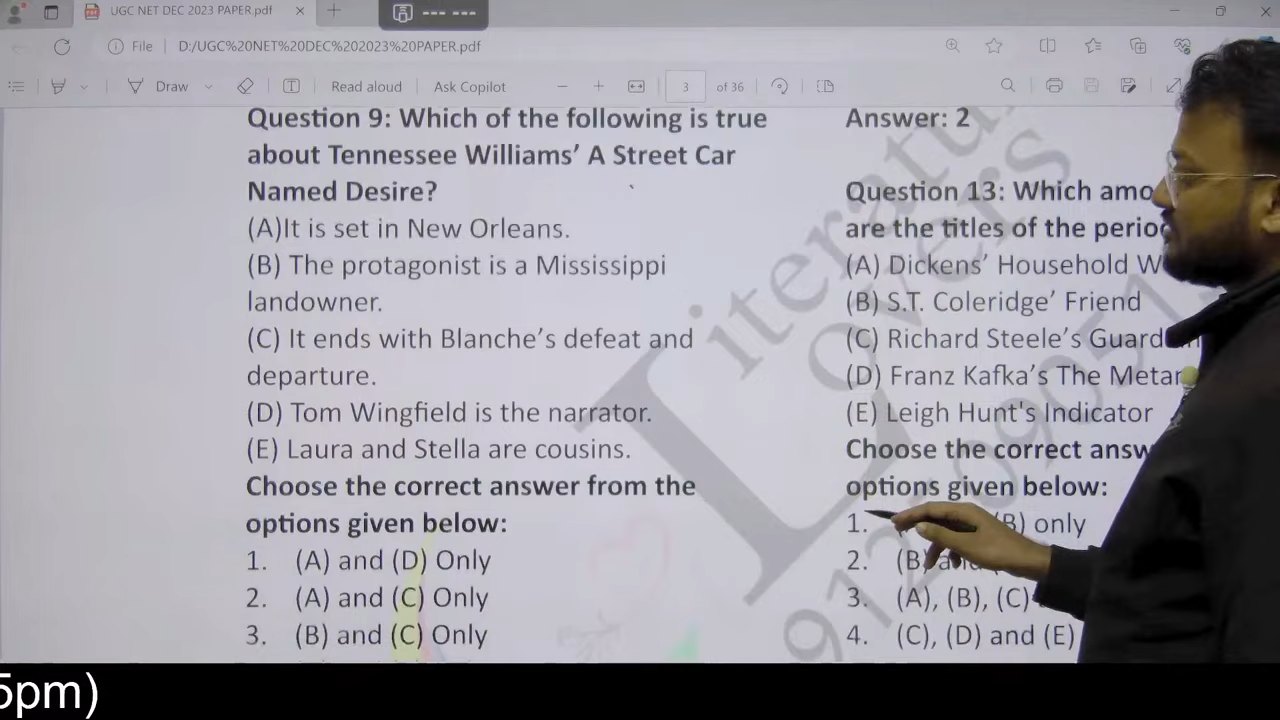 UGC NET DEC 2023 PAPER.pdf
File D:/UGC%20NET%20DEC%202023%20PAPER.pdf
Draw Read aloud Ask Copilot 3 of 36
Question 9: Which of the following is true
about Tennessee Williams' A Street Car
Named Desire?
(A)It is set in New Orleans.
(B) The protagonist is a Mississippi
landowner.
(C) It ends with Blanche's defeat and
departure.
(D) Tom Wingfield is the narrator.
(E) Laura and Stella are cousins.
Choose the correct answer from the
options given below:
1. (A) and (D) Only
2. (A) and (C) Only
3. (B) and (C) Only
Answer: 2
Question 13: Which
are the titles of the
(A) Dickens' Household
(B) S.T. Coleridge' Friend
(C) Richard Steele's
(D) Franz Kafka's The
(E) Leigh Hunt's Indicator
Choose the correct
options given below:
1. (B) only
2. (B)
3. (A), (B), (C)
4. (C), (D) and (E)
Lovers
5pm)